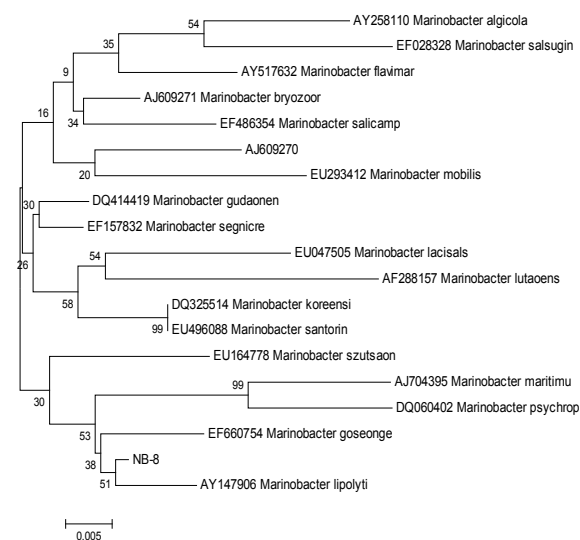 AY258110 Marinobacter algicola
54
EF028328 Marinobacter salsugin
35
AY517632 Marinobacter flavimar
9
AJ609271 Marinobacter bryozoor
34
EF486354 Marinobacter salicamp
16
AJ609270
20
EU293412 Marinobacter mobilis
DQ414419 Marinobacter gudaonen
30
EF157832 Marinobacter segnicre
26
EU047505 Marinobacter lacisals
54
AF288157 Marinobacter lutaoens
58
DQ325514 Marinobacter koreensi
99
EU496088 Marinobacter santorin
EU164778 Marinobacter szutsaon
30
AJ704395 Marinobacter maritimu
99
DQ060402 Marinobacter psychrop
53
EF660754 Marinobacter goseonge
38
NB-8
51
AY147906 Marinobacter lipolyti
0.005